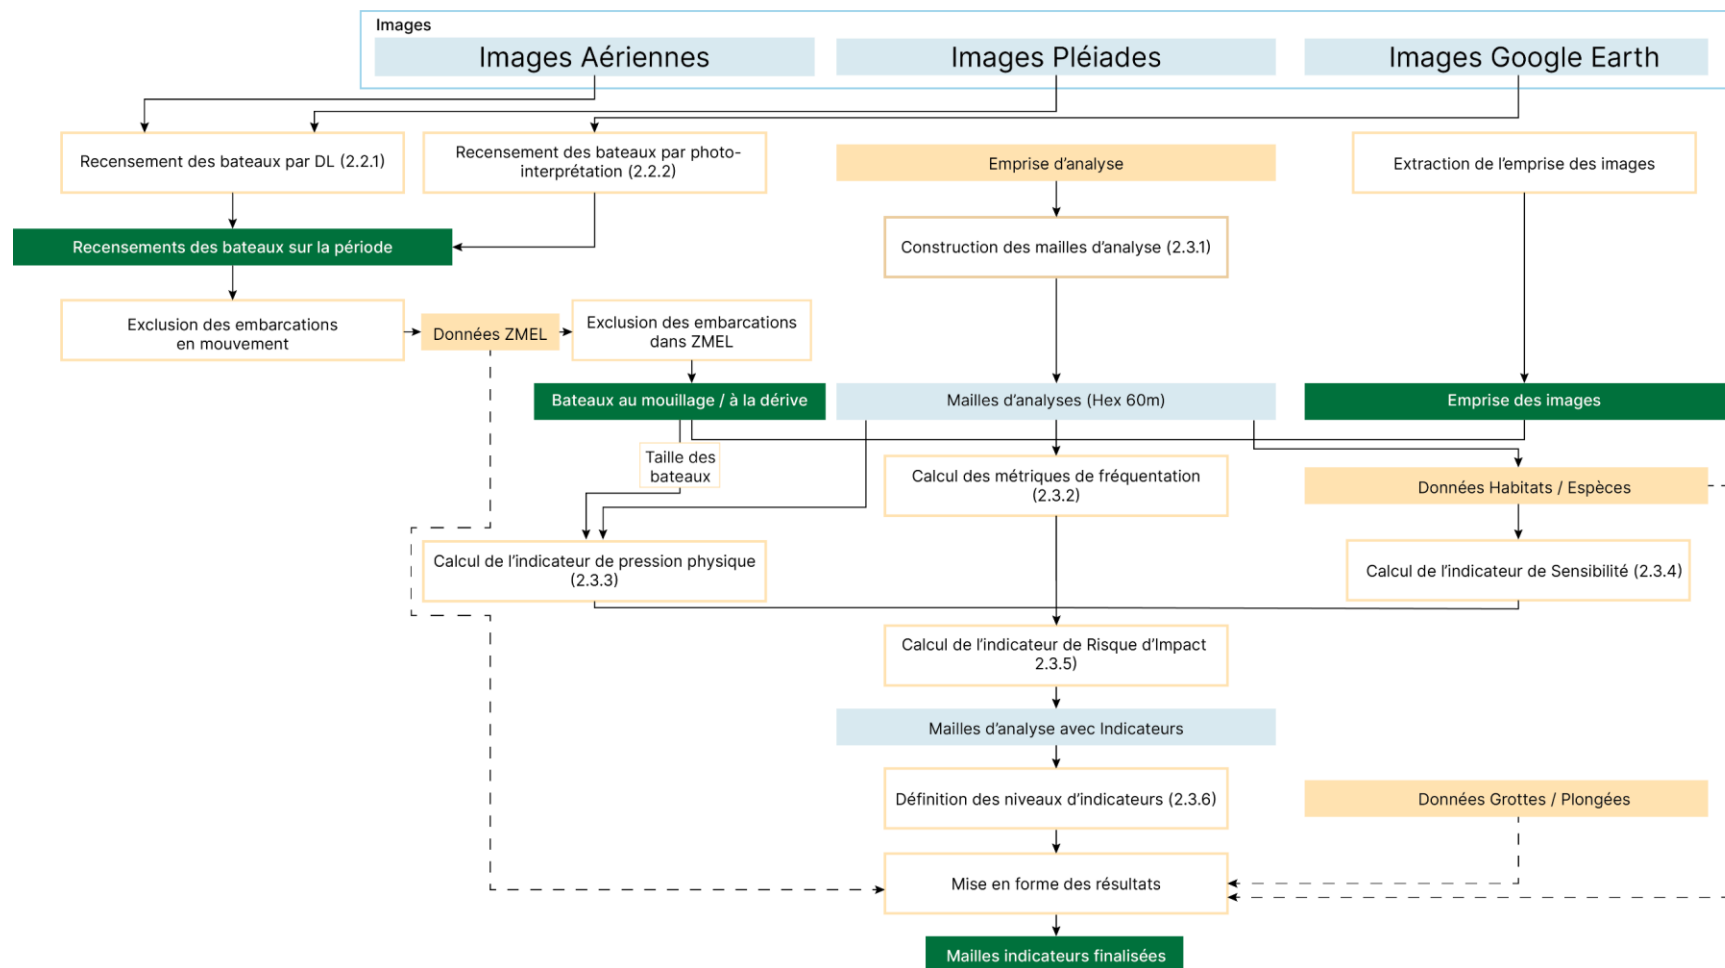 Images
Images Aériennes
Images Pléiades
Images Google Earth
Recensement des bateaux par DL (2.2.1)
Recensement des bateaux par photo-
interprétation (2.2.2)
Emprise d'analyse
Extraction de l'emprise des images
Recensements des bateaux sur la période
Construction des mailles d'analyse (2.3.1)
Exclusion des embarcations
en mouvement
Données ZMEL
Exclusion des embarcations
dans ZMEL
Bateaux au mouillage / à la dérive
Mailles d'analyses (Hex 60m)
Emprise des images
Taille des
bateaux
Calcul des métriques de fréquentation
(2.3.2)
Données Habitats / Espèces
Calcul de l'indicateur de pression physique
(2.3.3)
Calcul de l'indicateur de Sensibilité (2.3.4)
Calcul de l'indicateur de Risque d'Impact
2.3.5)
Mailles d'analyse avec Indicateurs
Définition des niveaux d'indicateurs (2.3.6)
Données Grottes / Plongées
Mise en forme des résultats
Mailles indicateurs finalisées